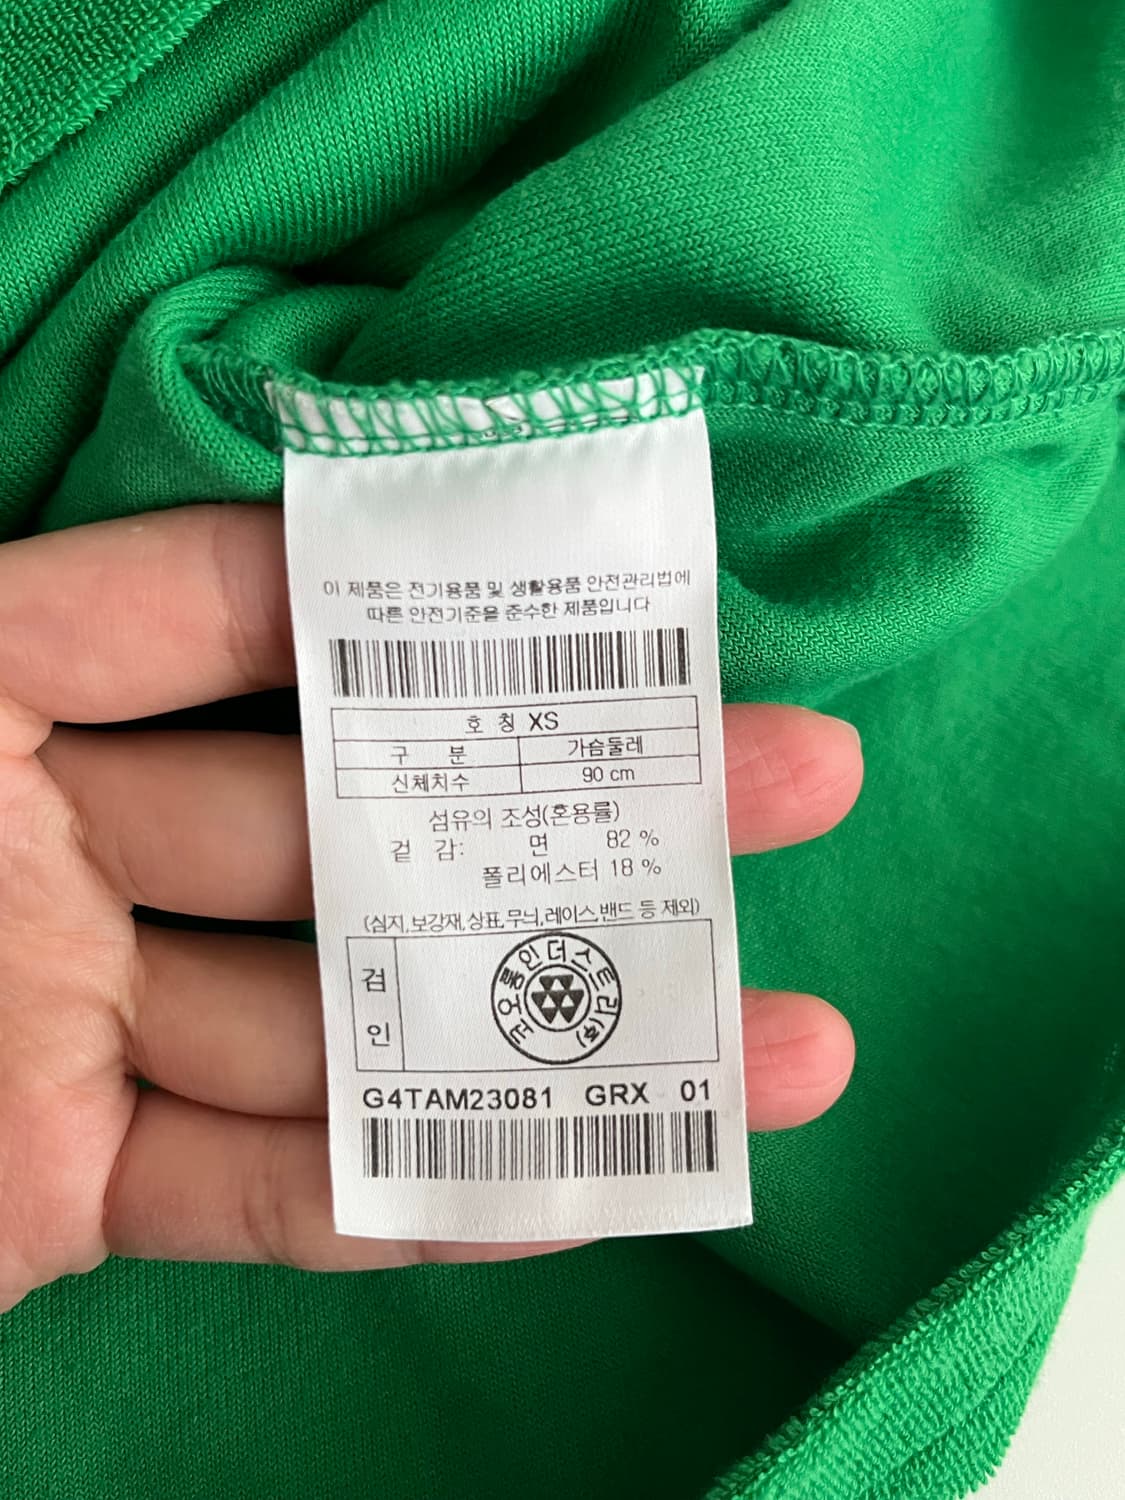 이 제품은 전기용품 및 생활용품 안전관리법에
따른 안전기준을 준수한 제품입니다
호 칭 XS
구 분 가슴둘레
신체치수 90 cm
섬유의 조성(혼용률)
겉 감: 면 82 %
폴리에스터 18 %
(심지,보강재,상표,무늬,레이스,밴드 등 제외)
검인
코오롱인더스트리(주)
G4TAM23081 GRX 01